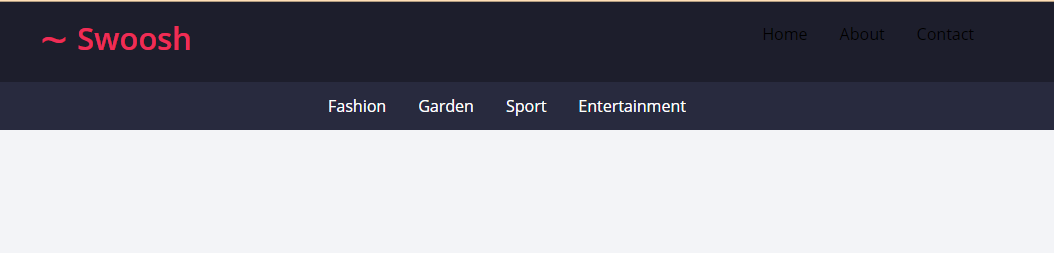 ~ Swoosh Home About Contact
Fashion Garden Sport Entertainment